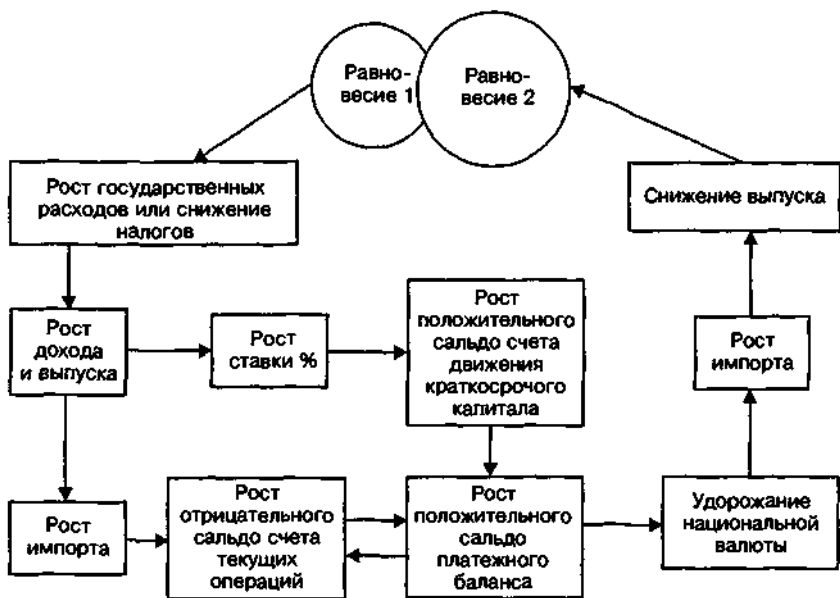 Равно-
весие 1
Равно-
весие 2
Рост государственных
расходов или снижение
налогов
Снижение выпуска
Рост
дохода
и выпуска
Рост
ставки %
Рост
положительного
сальдо счета
движения
краткосрочого
капитала
Рост
импорта
Рост
импорта
Рост
отрицательного
сальдо счета
текущих
операций
Рост
положительного
сальдо
платежного
баланса
Удорожание
национальной
валюты